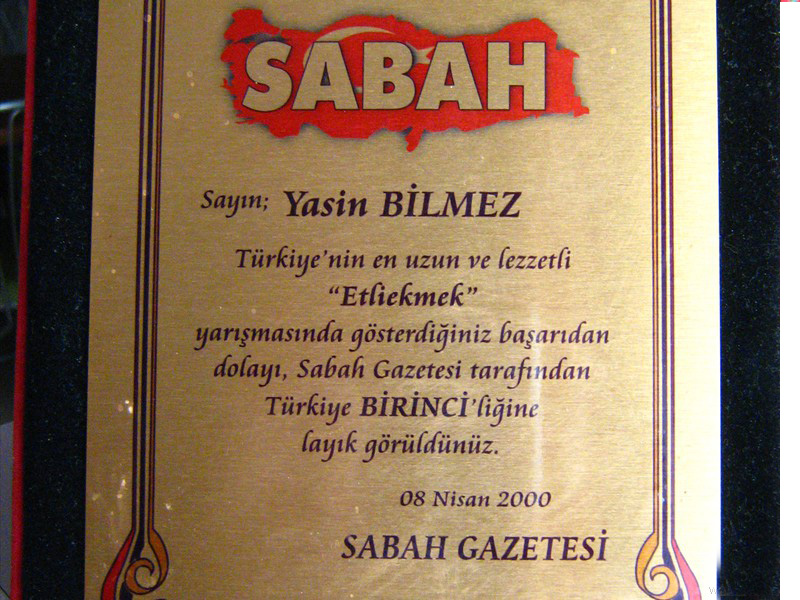 SABAH
Sayın; Yasin BİLMEZ
Türkiye'nin en uzun ve lezzetli
"Etliekmek"
yarışmasında gösterdiğiniz başarıdan
dolayı, Sabah Gazetesi tarafından
Türkiye BİRİNCİ'liğine
layık görüldünüz.
08 Nisan 2000
SABAH GAZETESİ